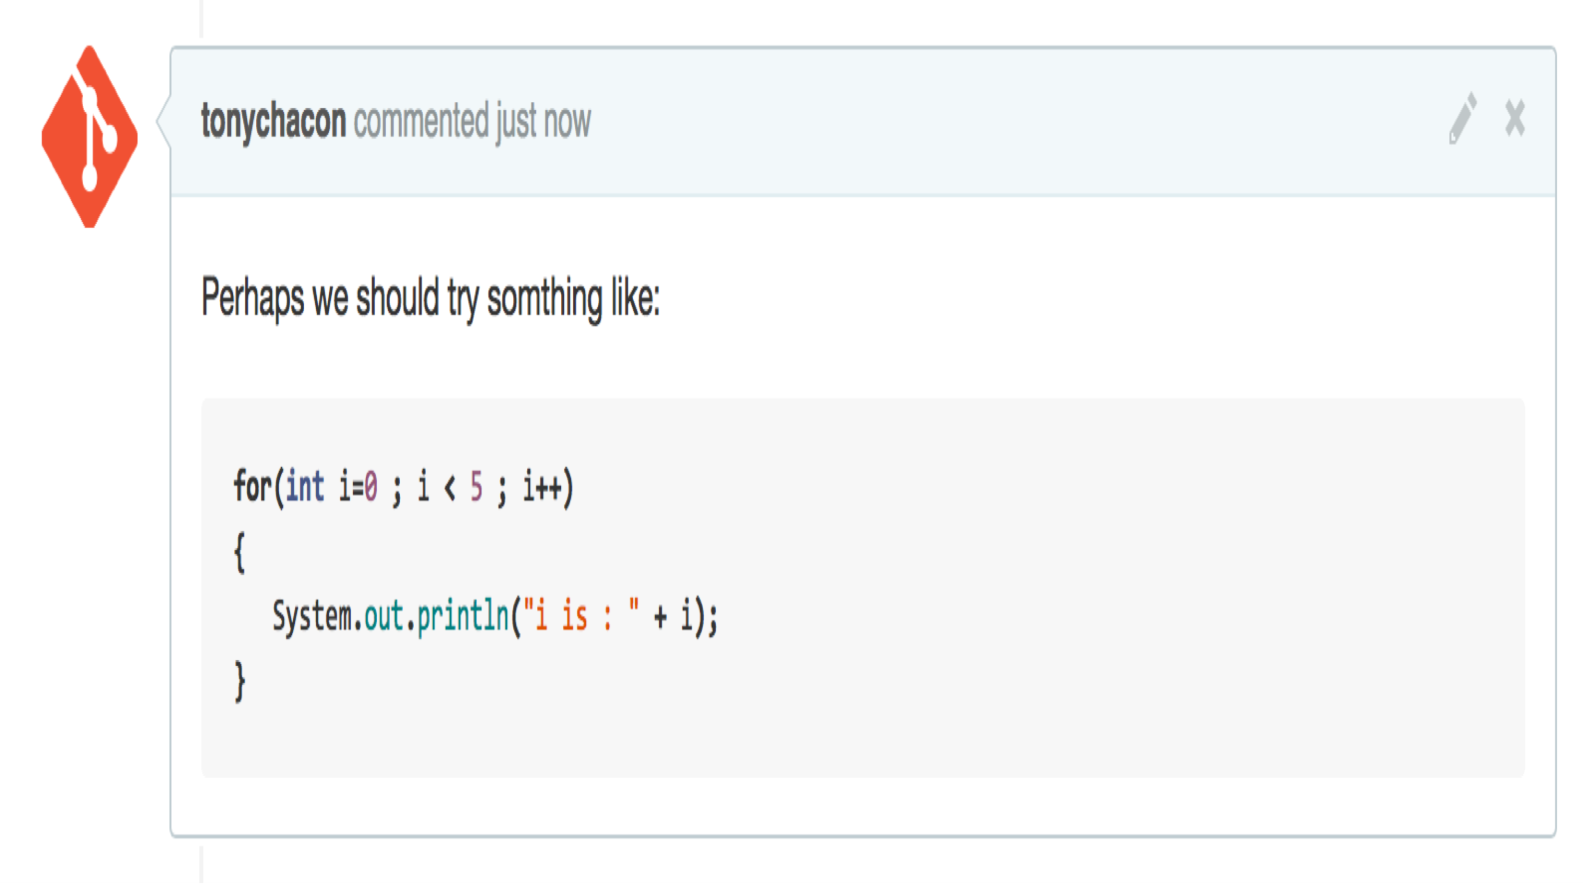 tonychacon commented just now
Perhaps we should try somthing like:
for(int i=0 ; i < 5 ; i++)
{
   System.out.println("i is : " + i);
}